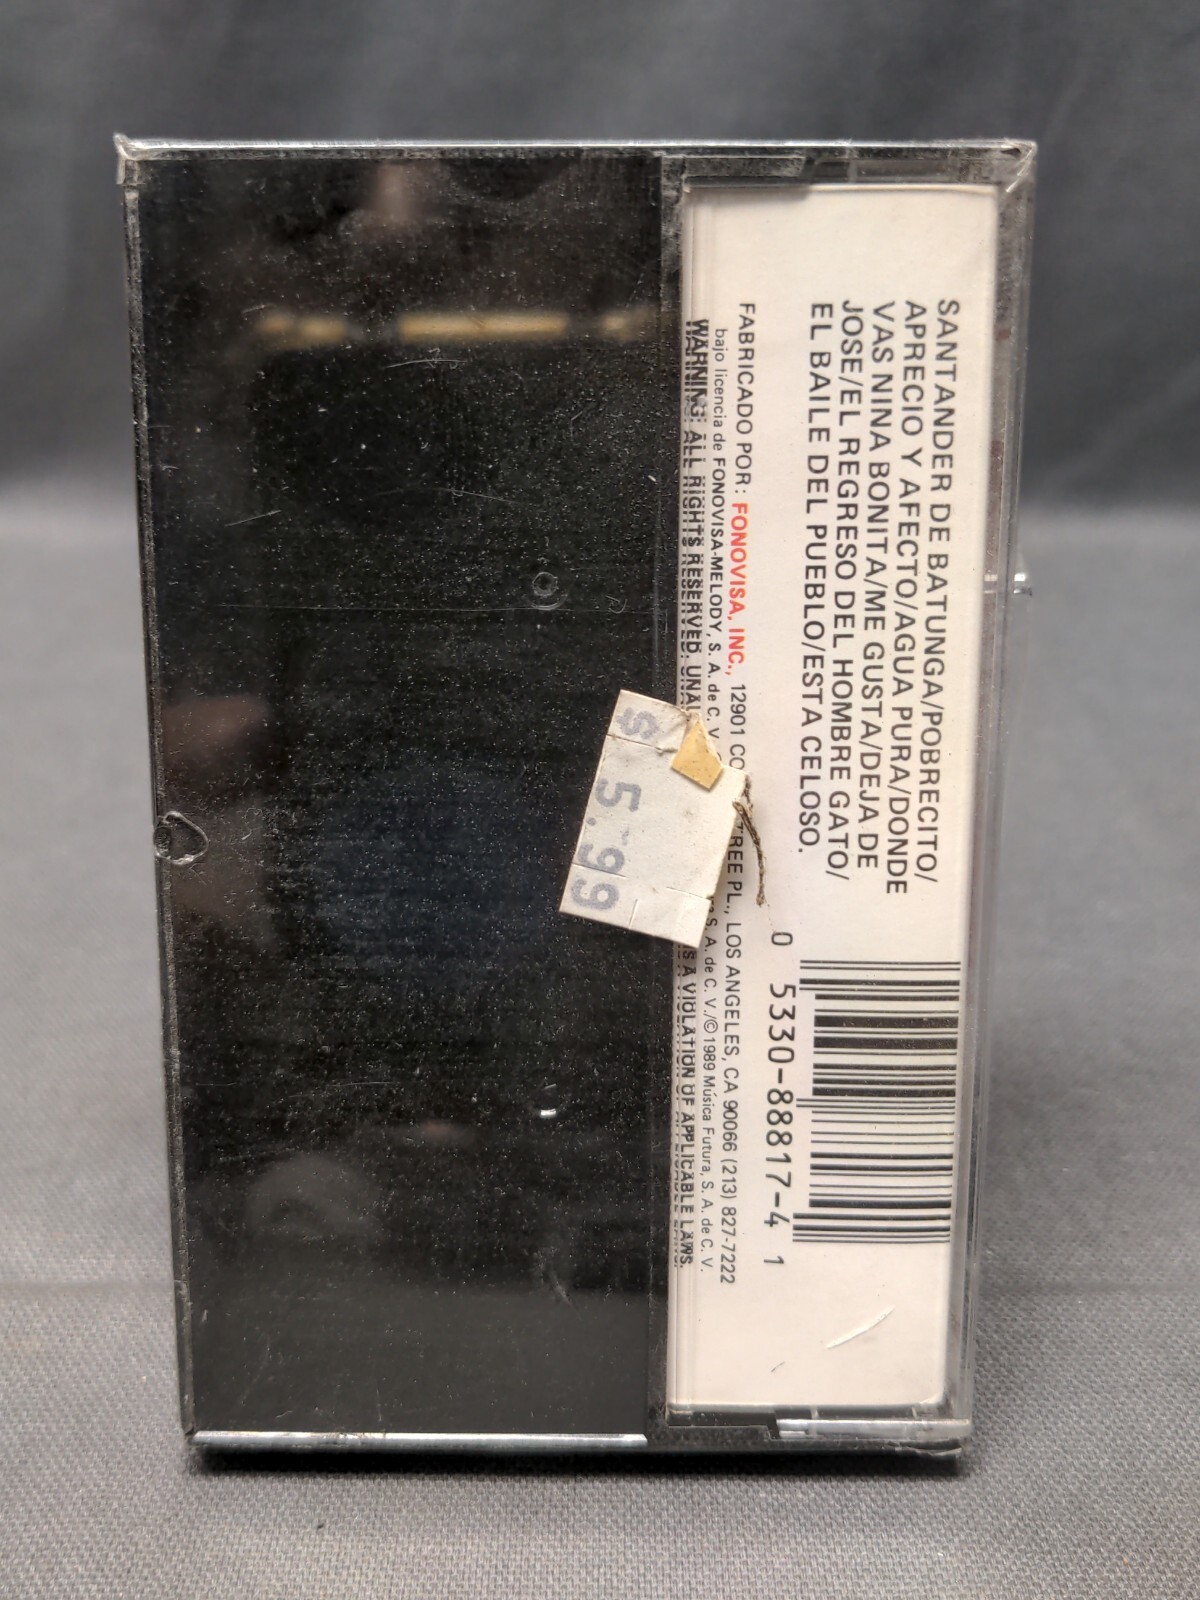 SANTANDER DE BATUNGA/POBRECITO/
APRECIO Y AFECTO/AGUA PURA/DONDE
VAS NINA BONITA/ME GUSTA/DEJA DE
JOSE/EL REGRESO DEL HOMBRE GATO/
EL BAILE DEL PUEBLO/ESTA CELOSO.
0 5330-88817-4 1
FABRICADO POR: FONOVISA, INC., 12901 TREE PL., LOS ANGELES, CA 90066 (213) 827-7222
bajo licencia de FONOVISA-MELODY, S. A. de C. V. S. A. de C. V./©1989 Música Futura, S. A. de C. V.
WARNING: ALL RIGHTS RESERVED. A VIOLATION OF APPLICABLE LAWS.
$ 5.99